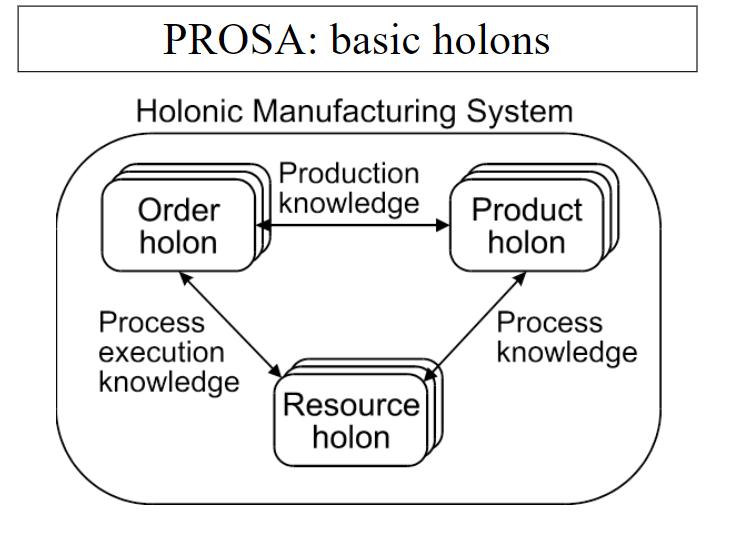 PROSA: basic holons
Holonic Manufacturing System
Production
knowledge
Order
holon
Product
holon
Process
execution
knowledge
Process
knowledge
Resource
holon